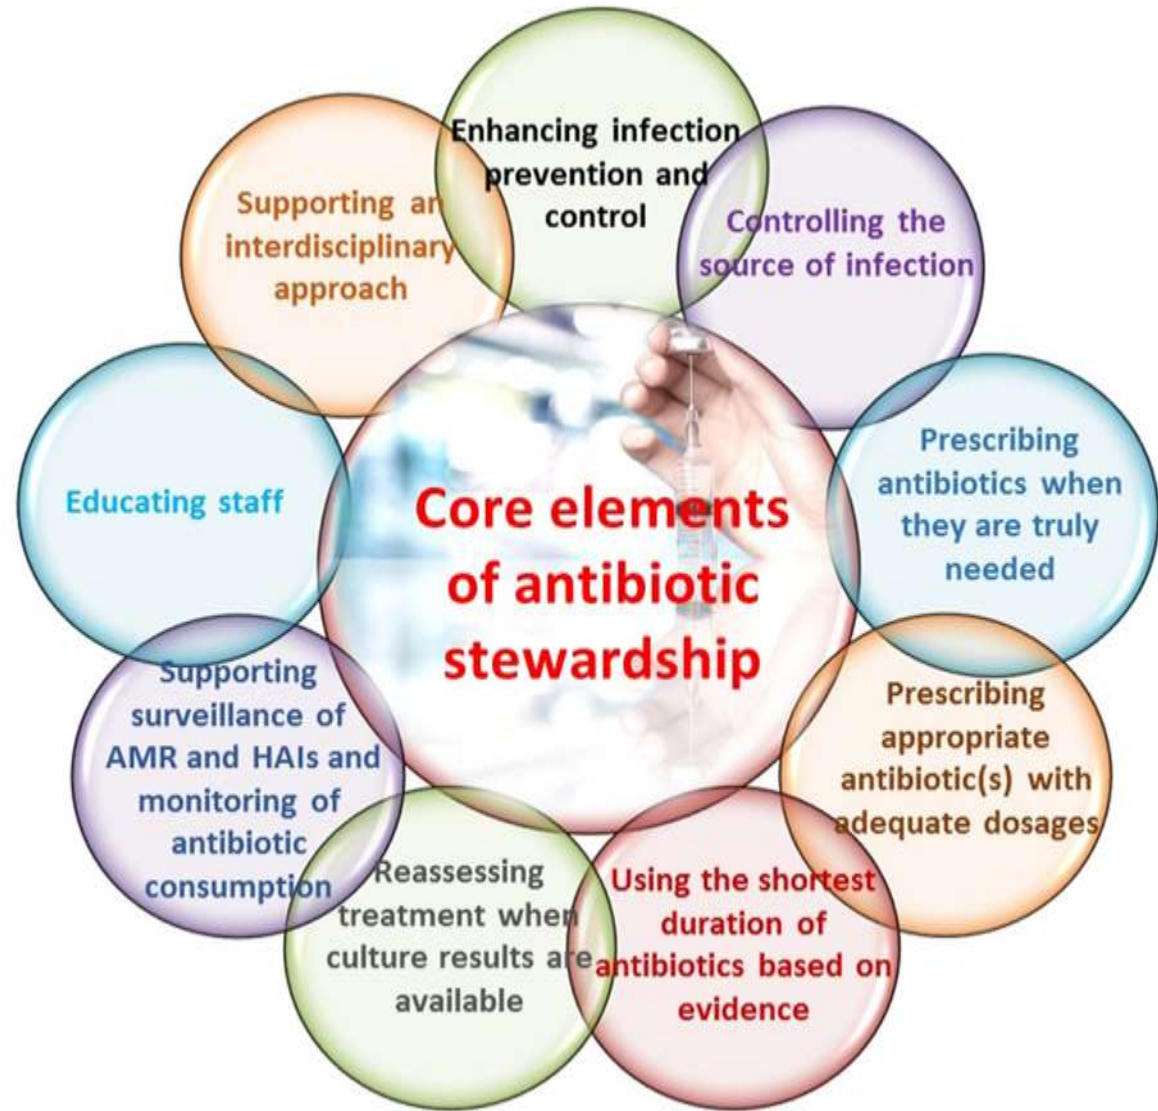 Enhancing infection
prevention and
control
Controlling the
source of infection
Prescribing
antibiotics when
they are truly
needed
Prescribing
appropriate
antibiotic(s) with
adequate dosages
Using the shortest
duration of
antibiotics based on
evidence
Reassessing
treatment when
culture results are
available
Supporting
surveillance of
AMR and HAIs and
monitoring of
antibiotic
consumption
Educating staff
Supporting an
interdisciplinary
approach
Core elements
of antibiotic
stewardship